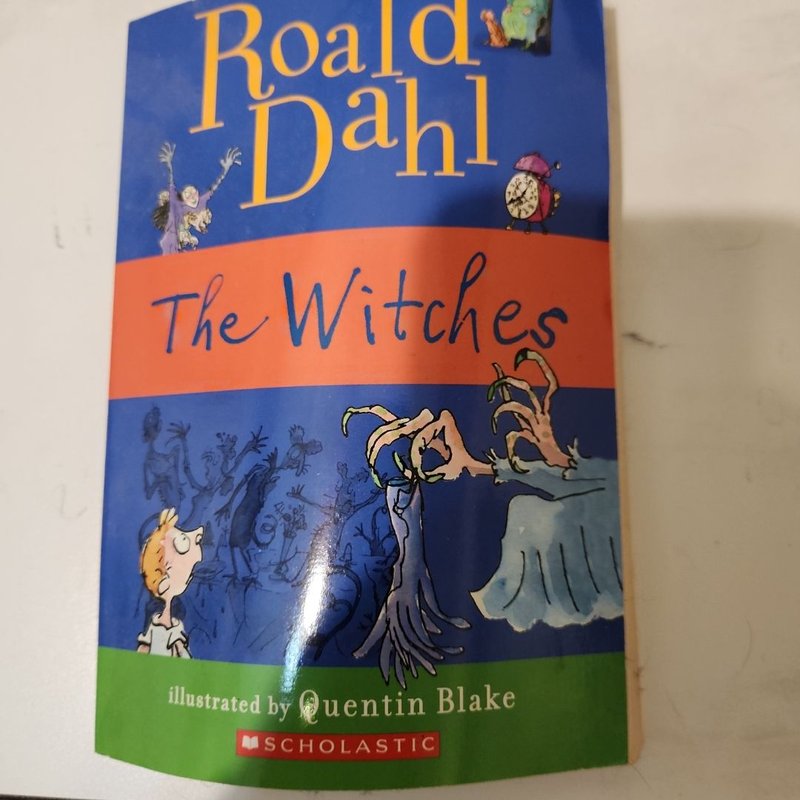 Roald
Dahl
The Witches
illustrated by Quentin Blake
SCHOLASTIC